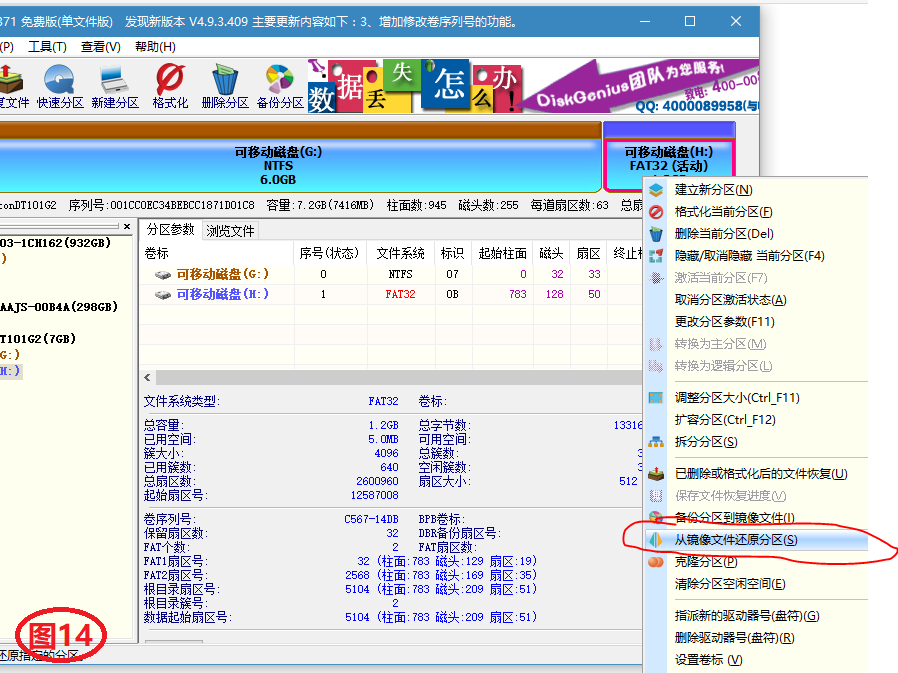 371 免费版(单文件版) 发现新版本 V4.9.3.409 主要更新内容如下：3、增加修改卷序列号的功能。
(P) 工具(T) 查看(V) 帮助(H)
复文件 快速分区 新建分区 格式化 删除分区 备份分区
数据丢失怎么办!
DiskGenius团队为您服务!
致电: 400-00
QQ: 4000089958(与
可移动磁盘(G:)
NTFS
6.0GB
可移动磁盘(H:)
FAT32 (活动)
onDT101G2 序列号:001CC0EC34BEBCC1871D01C8 容量:7.2GB(7416MB) 柱面数:945 磁头数:255 每道扇区数:63 总扇
03-1CH162(932GB)
)
AAJS-00B4A(298GB)
T101G2(7GB)
G:)
H:)
分区参数 浏览文件
卷标 序号(状态) 文件系统 标识 起始柱面 磁头 扇区 终止柱
可移动磁盘(G:) 0 NTFS 07 0 32 33
可移动磁盘(H:) 1 FAT32 0B 783 128 50
文件系统类型: FAT32 卷标:
总容量: 1.2GB 总字节数: 13316
已用空间: 5.0MB 可用空间:
簇大小: 4096 总簇数: 3
已用簇数: 640 空闲簇数: 3
总扇区数: 2600960 扇区大小: 512
起始扇区号: 12587008
卷序列号: C567-14DB BPB卷标:
保留扇区数: 32 DBR备份扇区号:
FAT个数: 2 FAT扇区数:
FAT1扇区号: 32 (柱面:783 磁头:129 扇区:19)
FAT2扇区号: 2568 (柱面:783 磁头:169 扇区:35)
根目录扇区号: 5104 (柱面:783 磁头:209 扇区:51)
根目录簇号: 2
数据起始扇区号: 5104 (柱面:783 磁头:209 扇区:51)
建立新分区(N)
格式化当前分区(F)
删除当前分区(Del)
隐藏/取消隐藏 当前分区(F4)
激活当前分区(F7)
取消分区激活状态(A)
更改分区参数(F11)
转换为主分区(M)
转换为逻辑分区(L)
调整分区大小(Ctrl_F11)
扩容分区(Ctrl_F12)
拆分分区(S)
已删除或格式化后的文件恢复(U)
保存文件恢复进度(V)
备份分区到镜像文件(I)
从镜像文件还原分区(S)
克隆分区(P)
清除分区空闲空间(E)
指派新的驱动器号(盘符)(G)
删除驱动器号(盘符)(R)
设置卷标 (V)
图14
还原指定的分区。